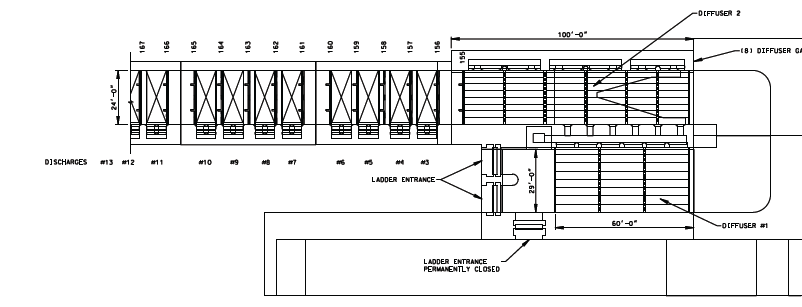 DIFFUSER 2
100'-0"
(8) DIFFUSER GA
167 166 165 164 163 162 161 160 159 158 157 156 155
24'-0"
DISCHARGES #13 #12 #11 #10 #9 #8 #7 #6 #5 #4 #3
LADDER ENTRANCE
29'-0"
60'-0"
DIFFUSER #1
LADDER ENTRANCE
PERMANENTLY CLOSED